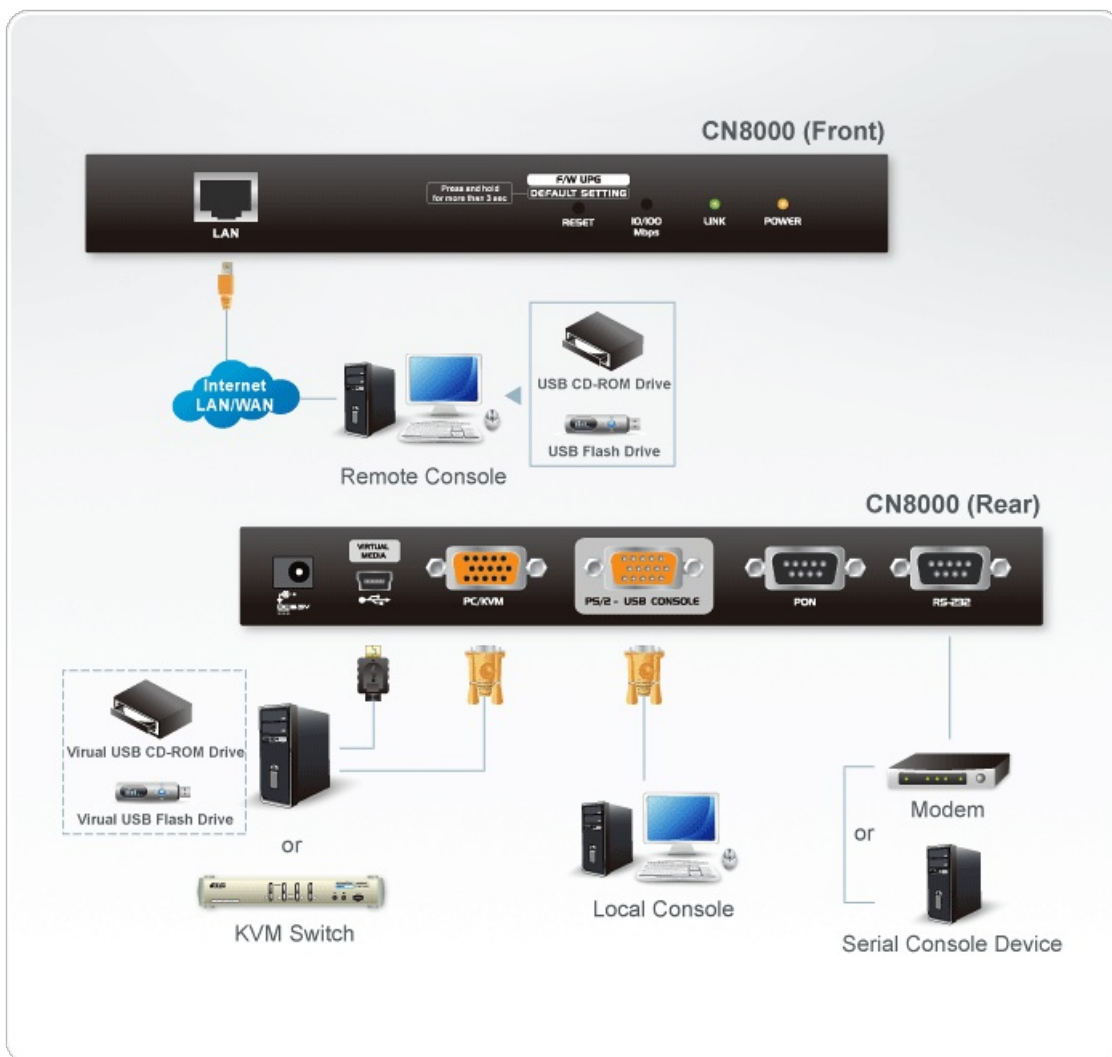 CN8000 (Front)
Press and hold
for more then 3 sec
F/W UPG
DEFAULT SETTING
LAN
RESET
10/100
Mbps
LINK
POWER
Internet
LAN/WAN
USB CD-ROM Drive
USB Flash Drive
Remote Console
CN8000 (Rear)
VIRTUAL
MEDIA
DC5.3V
PC/KVM
PS/2 - USB CONSOLE
PON
RS-232
Virual USB CD-ROM Drive
Virual USB Flash Drive
or
KVM Switch
Local Console
Modem
or
Serial Console Device